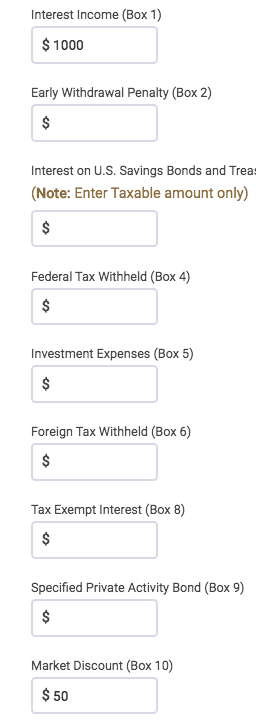 Interest Income (Box 1)
$ 1000
Early Withdrawal Penalty (Box 2)
$
Interest on U.S. Savings Bonds and
(Note: Enter Taxable amount only)
$
Federal Tax Withheld (Box 4)
$
Investment Expenses (Box 5)
$
Foreign Tax Withheld (Box 6)
$
Tax Exempt Interest (Box 8)
$
Specified Private Activity Bond (Box 9)
$
Market Discount (Box 10)
$ 50